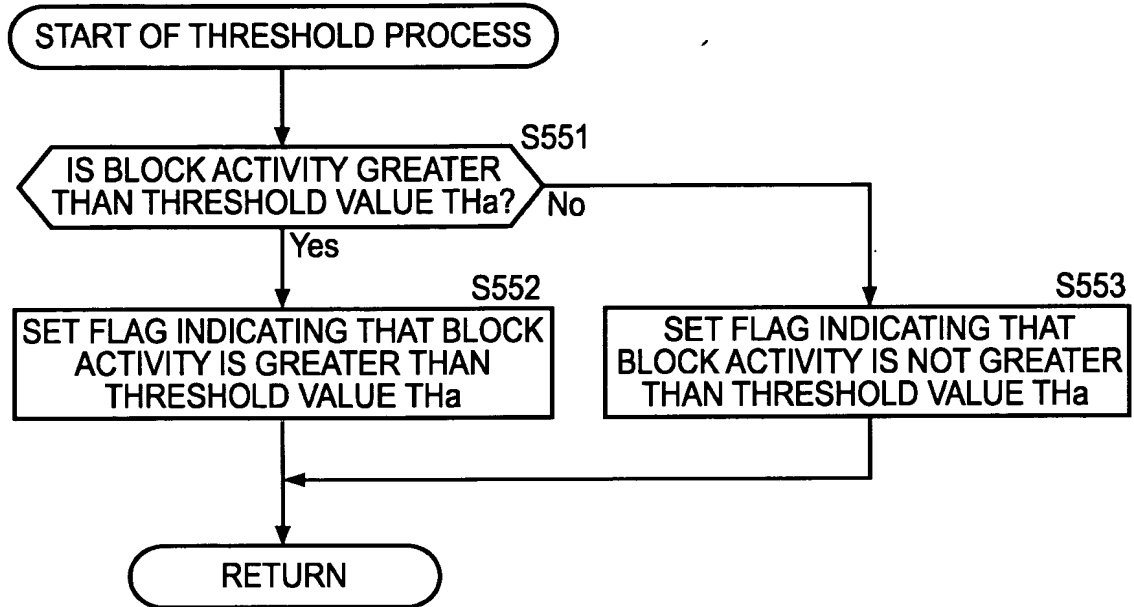 START OF THRESHOLD PROCESS
S551
IS BLOCK ACTIVITY GREATER
THAN THRESHOLD VALUE THa?
No
Yes
S552
SET FLAG INDICATING THAT BLOCK
ACTIVITY IS GREATER THAN
THRESHOLD VALUE THa
S553
SET FLAG INDICATING THAT
BLOCK ACTIVITY IS NOT GREATER
THAN THRESHOLD VALUE THa
RETURN